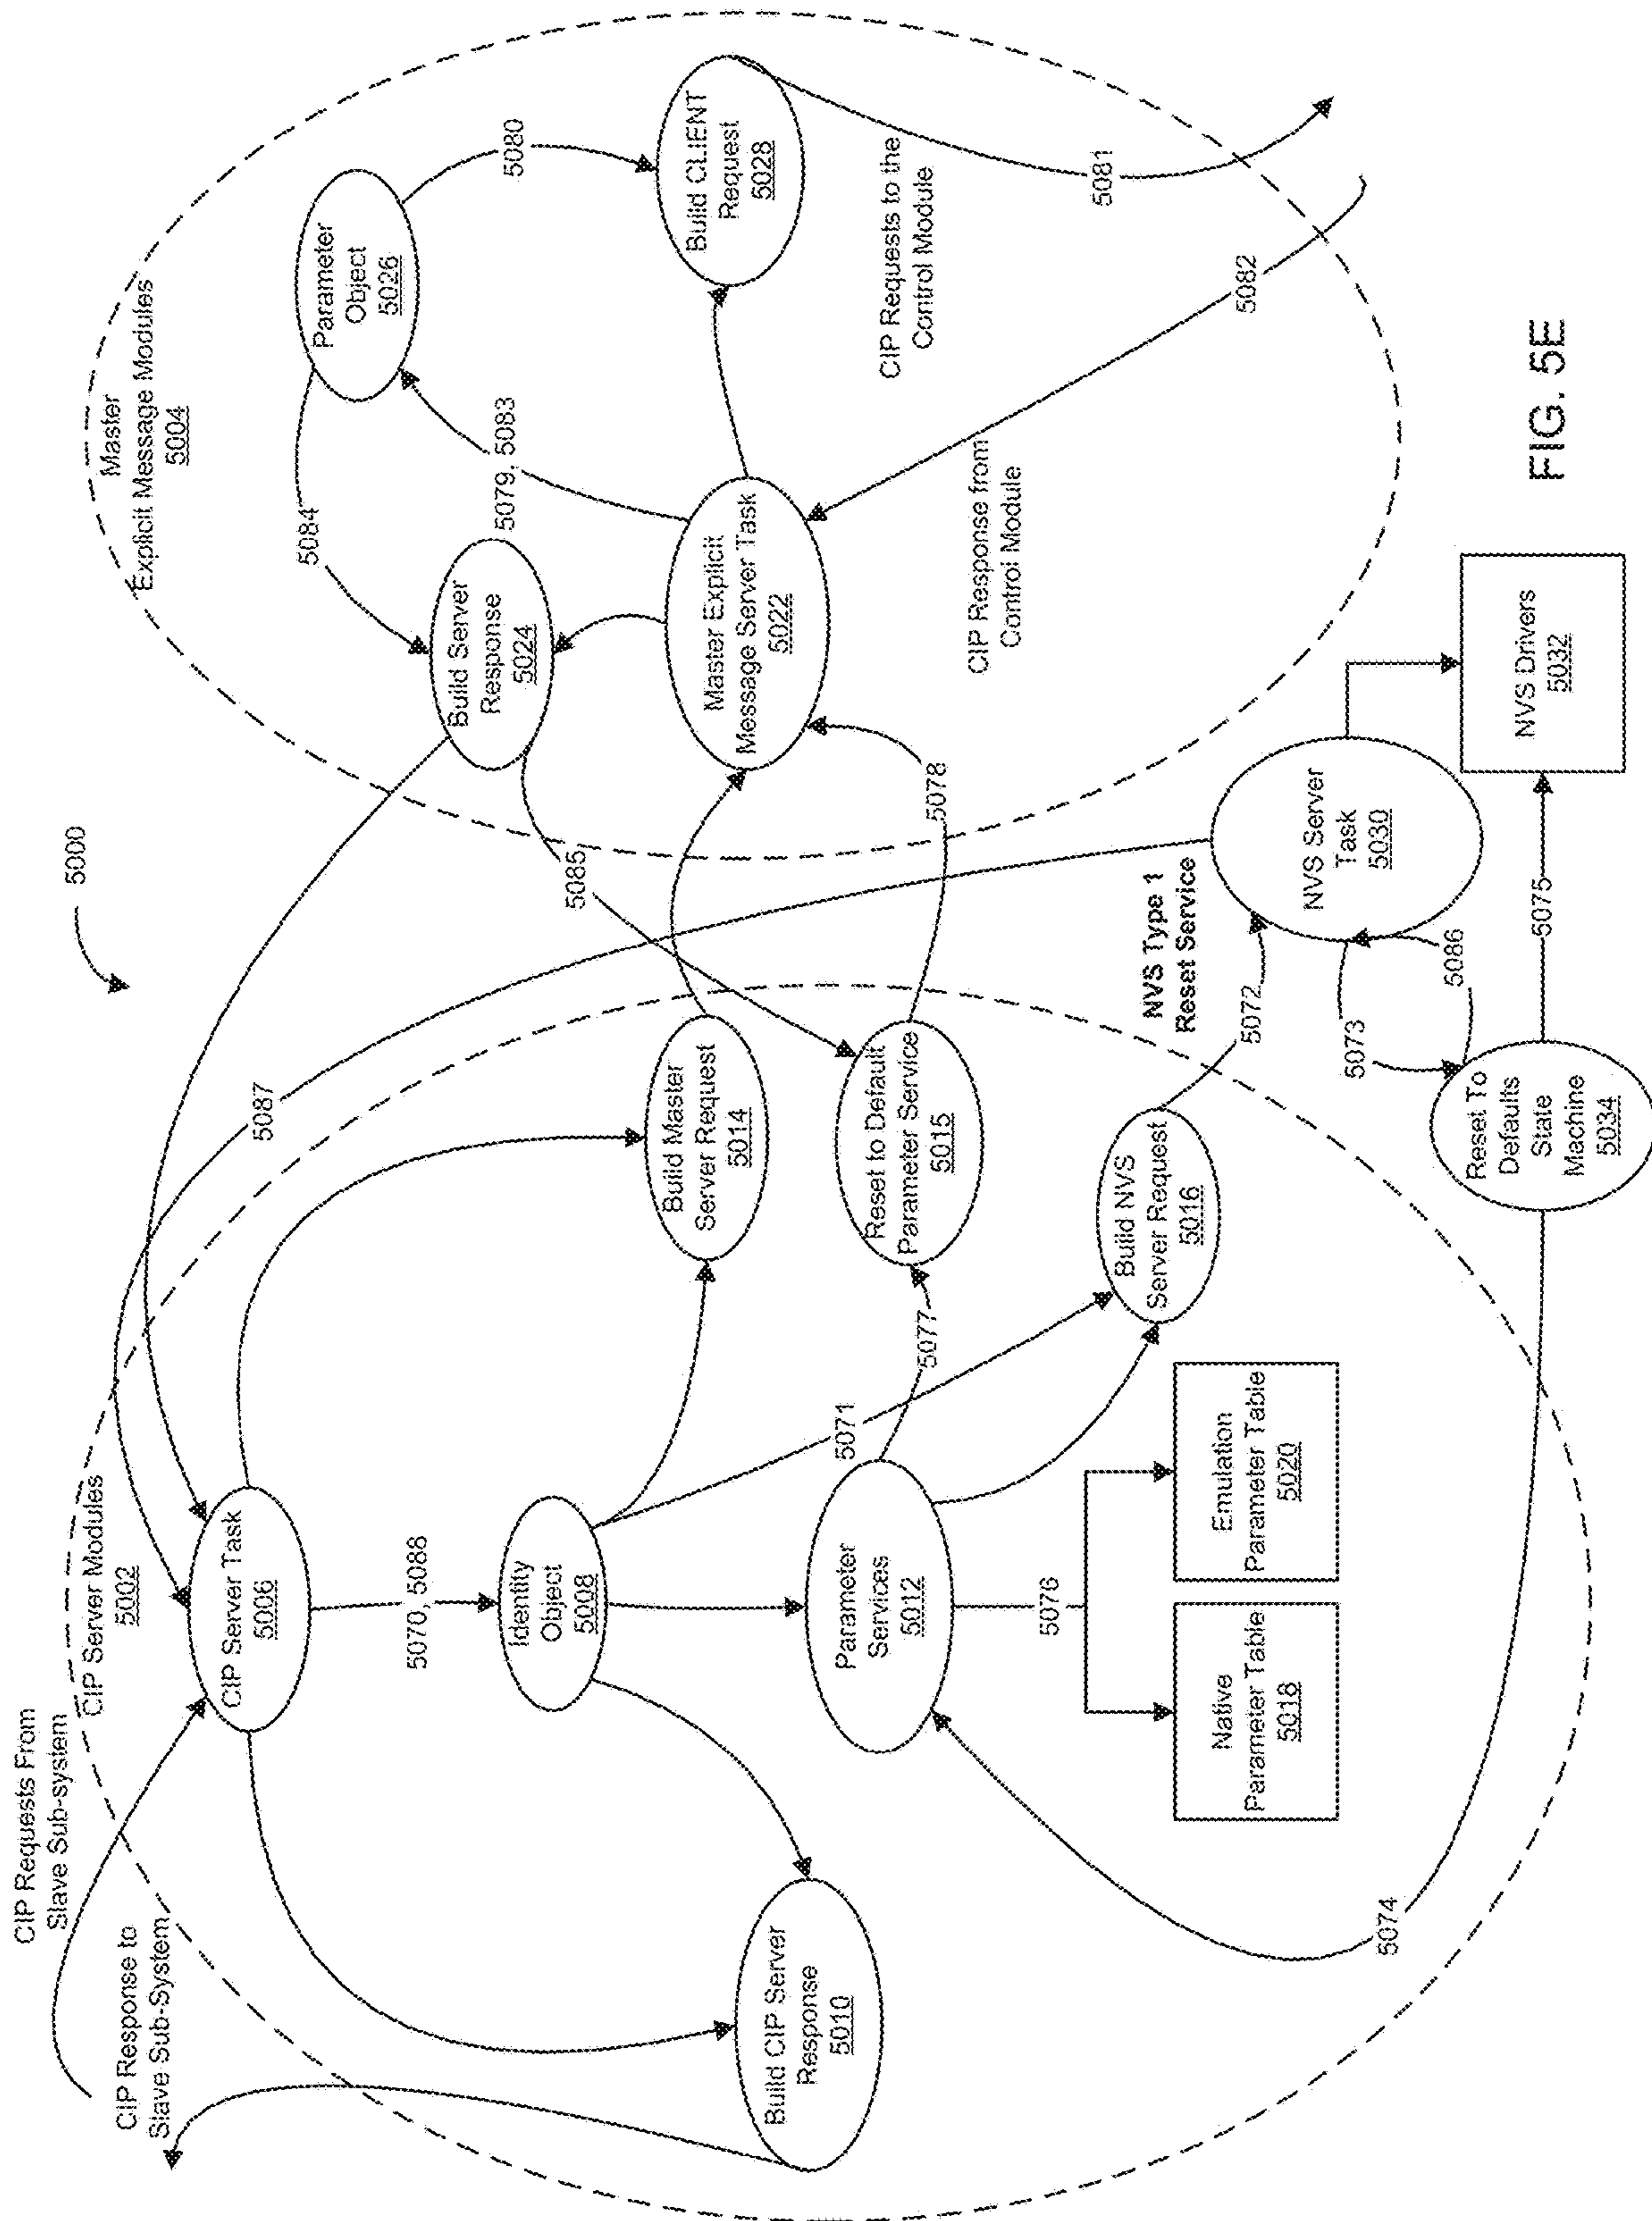 5000
CIP Requests From
Slave Sub-system
CIP Response to
Slave Sub-System
CIP Server Modules
5002
CIP Server Task
5006
5070, 5088
Identity
Object
5008
Build CIP Server
Response
5010
Parameter
Services
5012
5071
5076
5077
Native
Parameter Table
5018
Emulation
Parameter Table
5020
Build Master
Server Request
5014
Reset to Default
Parameter Service
5015
Build NVS
Server Request
5016
5087
5085
5078
5072
NVS Type 1
Reset Service
Master
Explicit Message Modules
5004
5084
Build Server
Response
5024
5079, 5083
Parameter
Object
5026
5080
Build CLIENT
Request
5028
Master Explicit
Message Server Task
5022
CIP Requests to the
Control Module
5081
CIP Response from
Control Module
5082
NVS Server
Task
5030
NVS Drivers
5032
5073
5086
5075
Reset To
Defaults
State
Machine
5034
5074
FIG. 5E